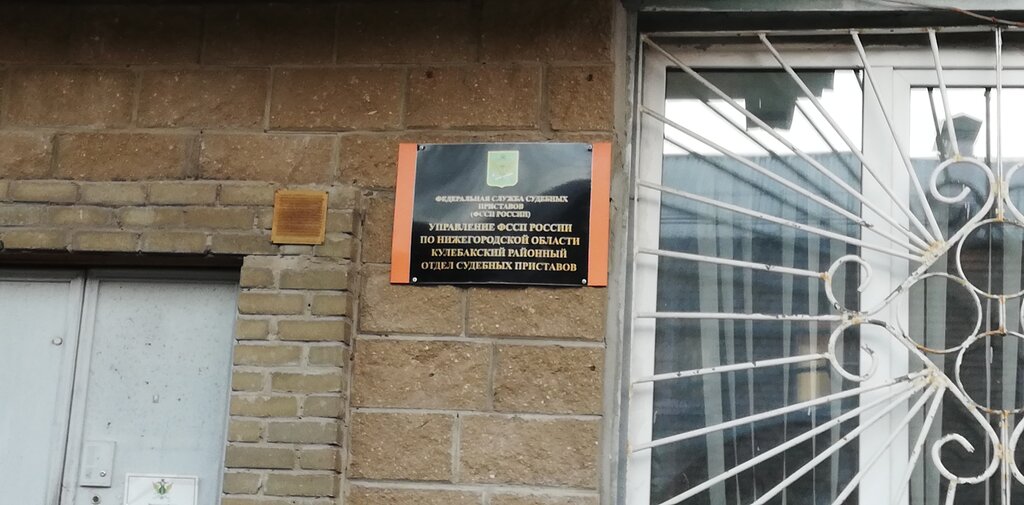 ФЕДЕРАЛЬНАЯ СЛУЖБА СУДЕБНЫХ
ПРИСТАВОВ
(ФССП РОССИИ)
УПРАВЛЕНИЕ ФССП РОССИИ
ПО НИЖЕГОРОДСКОЙ ОБЛАСТИ
КУЛЕБАКСКИЙ РАЙОННЫЙ
ОТДЕЛ СУДЕБНЫХ ПРИСТАВОВ